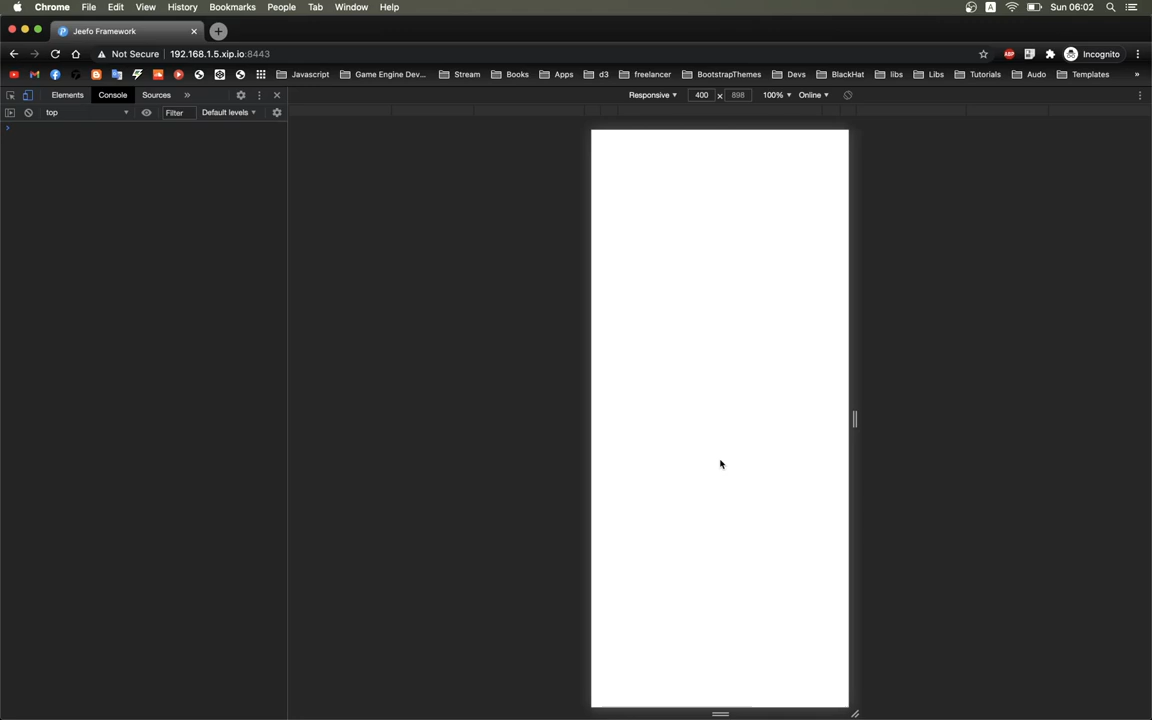 Chrome File Edit View History Bookmarks People Tab Window Help A Sun 06:02
Jeefo Framework
Not Secure 192.168.1.5.xip.io:8443 ABP Incognito
Javascript Game Engine Dev... Stream Books Apps d3 freelancer BootstrapThemes Devs BlackHat libs Libs Tutorials Audo Templates »
Elements Console Sources » Responsive 400 × 898 100% Online
top Filter Default levels